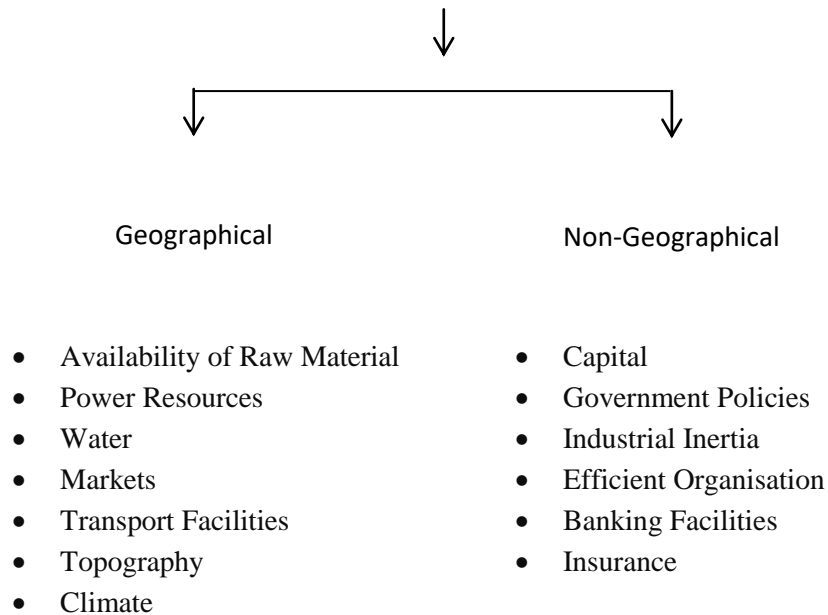 Geographical
Non-Geographical
• Availability of Raw Material
• Power Resources
• Water
• Markets
• Transport Facilities
• Topography
• Climate
• Capital
• Government Policies
• Industrial Inertia
• Efficient Organisation
• Banking Facilities
• Insurance